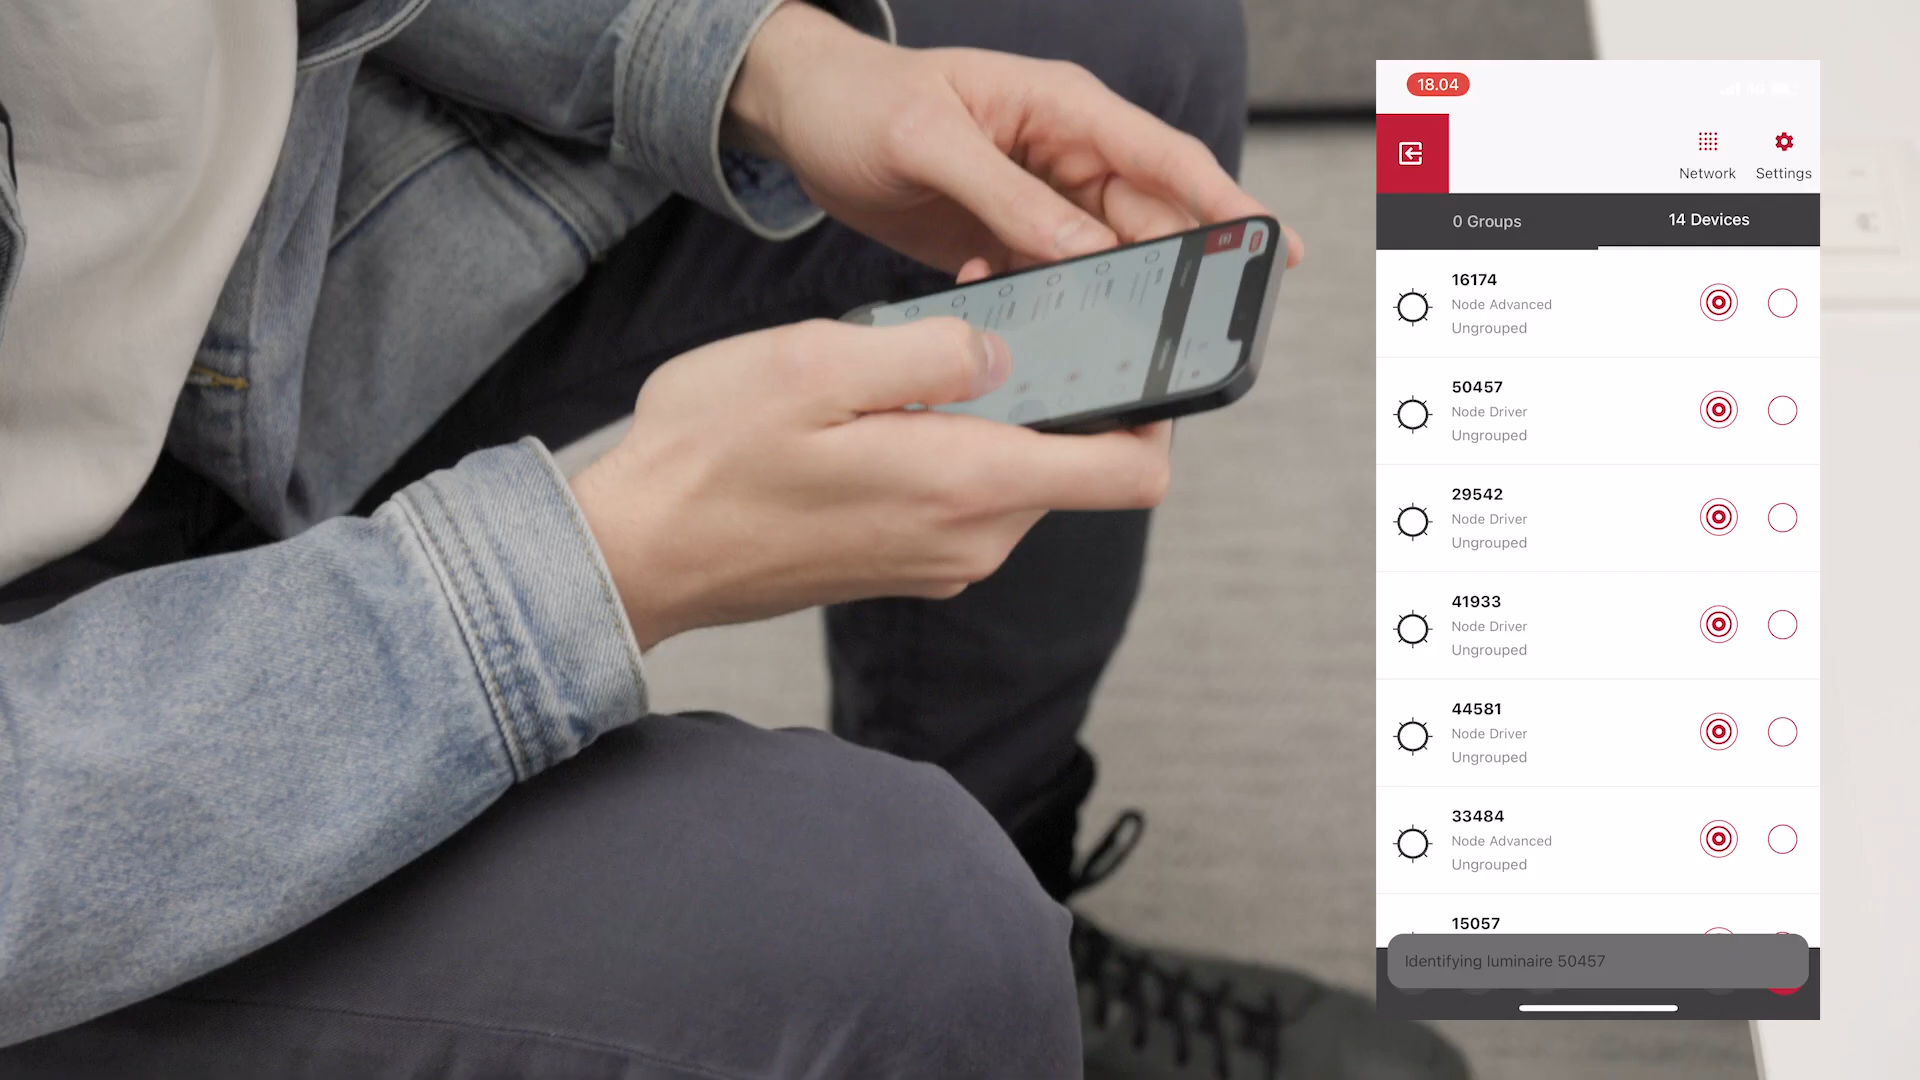 18.04
Network
Settings
0 Groups
14 Devices
16174
Node Advanced
Ungrouped
50457
Node Driver
Ungrouped
29542
Node Driver
Ungrouped
41933
Node Driver
Ungrouped
44581
Node Driver
Ungrouped
33484
Node Advanced
Ungrouped
15057
Identifying luminaire 50457